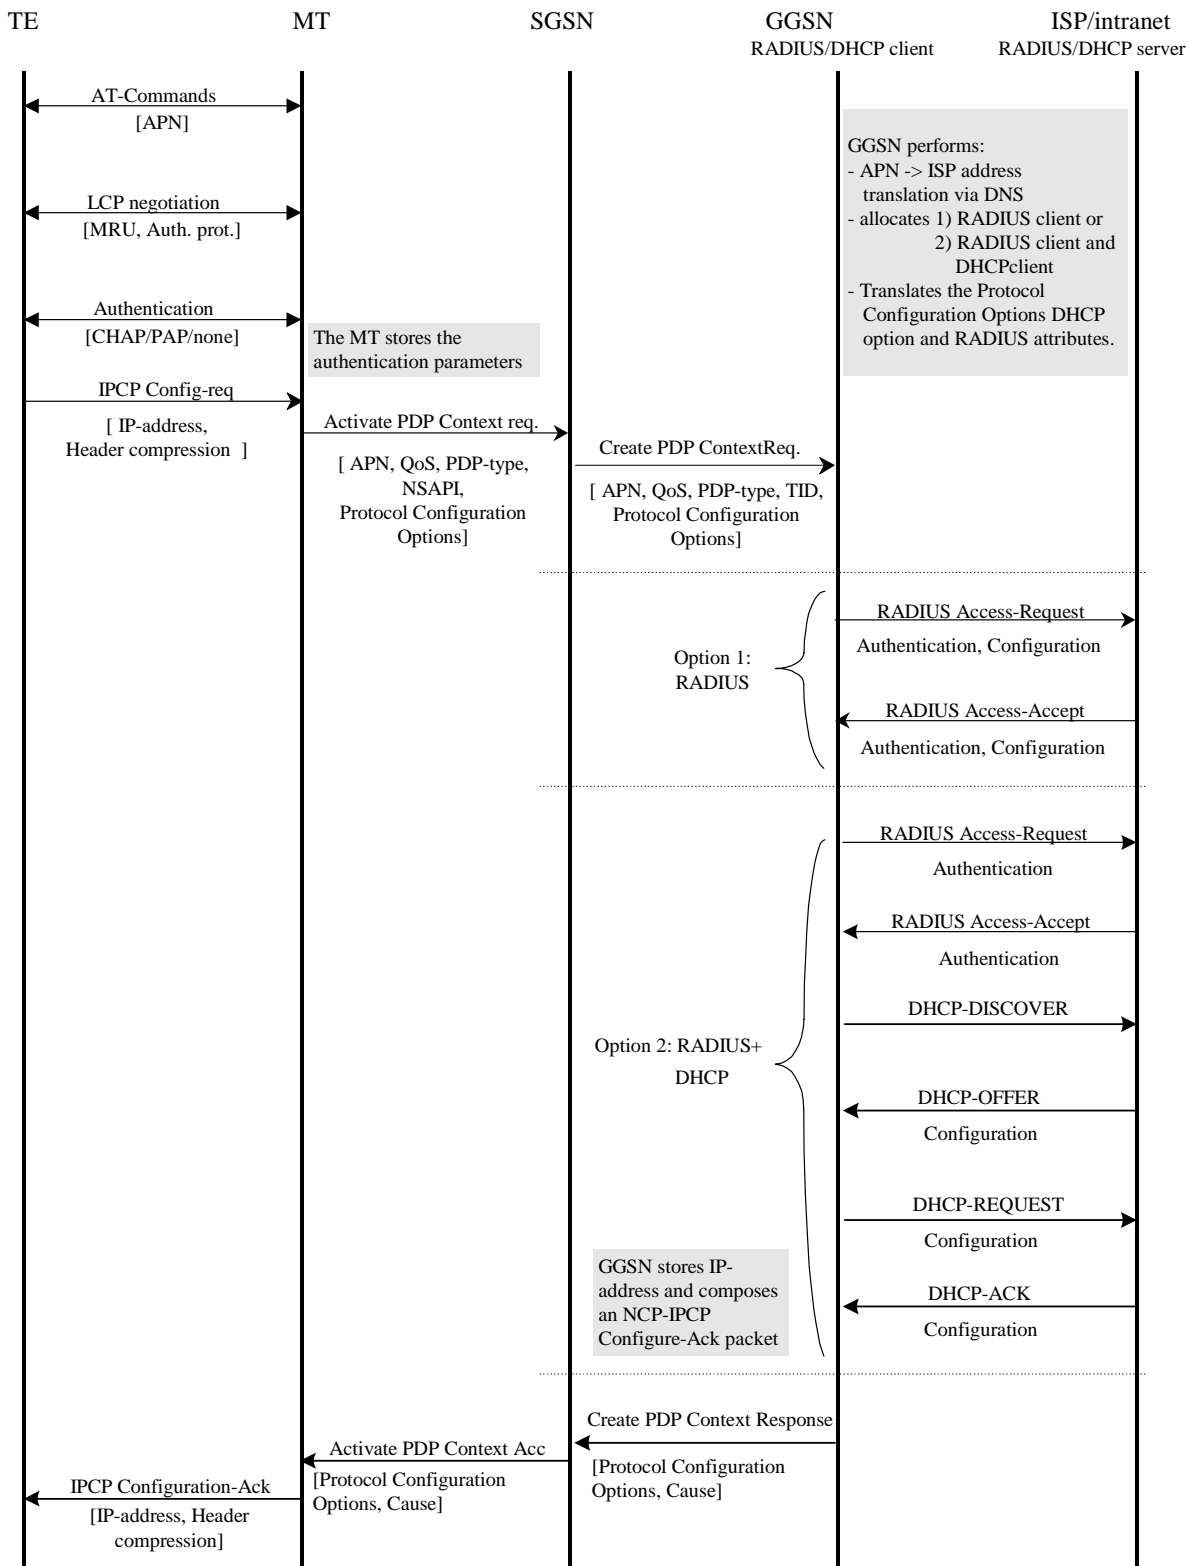 TE MT SGSN GGSN ISP/intranet
RADIUS/DHCP client RADIUS/DHCP server
AT-Commands
[APN]
GGSN performs:
- APN -> ISP address
translation via DNS
- allocates 1) RADIUS client or
2) RADIUS client and
DHCPclient
- Translates the Protocol
Configuration Options DHCP
option and RADIUS attributes.
LCP negotiation
[MRU, Auth. prot.]
Authentication
[CHAP/PAP/none]
The MT stores the
authentication parameters
IPCP Config-req
[ IP-address,
Header compression ]
Activate PDP Context req.
[ APN, QoS, PDP-type,
NSAPI,
Protocol Configuration
Options]
Create PDP ContextReq.
[ APN, QoS, PDP-type, TID,
Protocol Configuration
Options]
Option 1:
RADIUS
RADIUS Access-Request
Authentication, Configuration
RADIUS Access-Accept
Authentication, Configuration
Option 2: RADIUS+
DHCP
RADIUS Access-Request
Authentication
RADIUS Access-Accept
Authentication
DHCP-DISCOVER
DHCP-OFFER
Configuration
DHCP-REQUEST
Configuration
DHCP-ACK
Configuration
GGSN stores IP-
address and composes
an NCP-IPCP
Configure-Ack packet
Create PDP Context Response
[Protocol Configuration
Options, Cause]
Activate PDP Context Acc
[Protocol Configuration
Options, Cause]
IPCP Configuration-Ack
[IP-address, Header
compression]